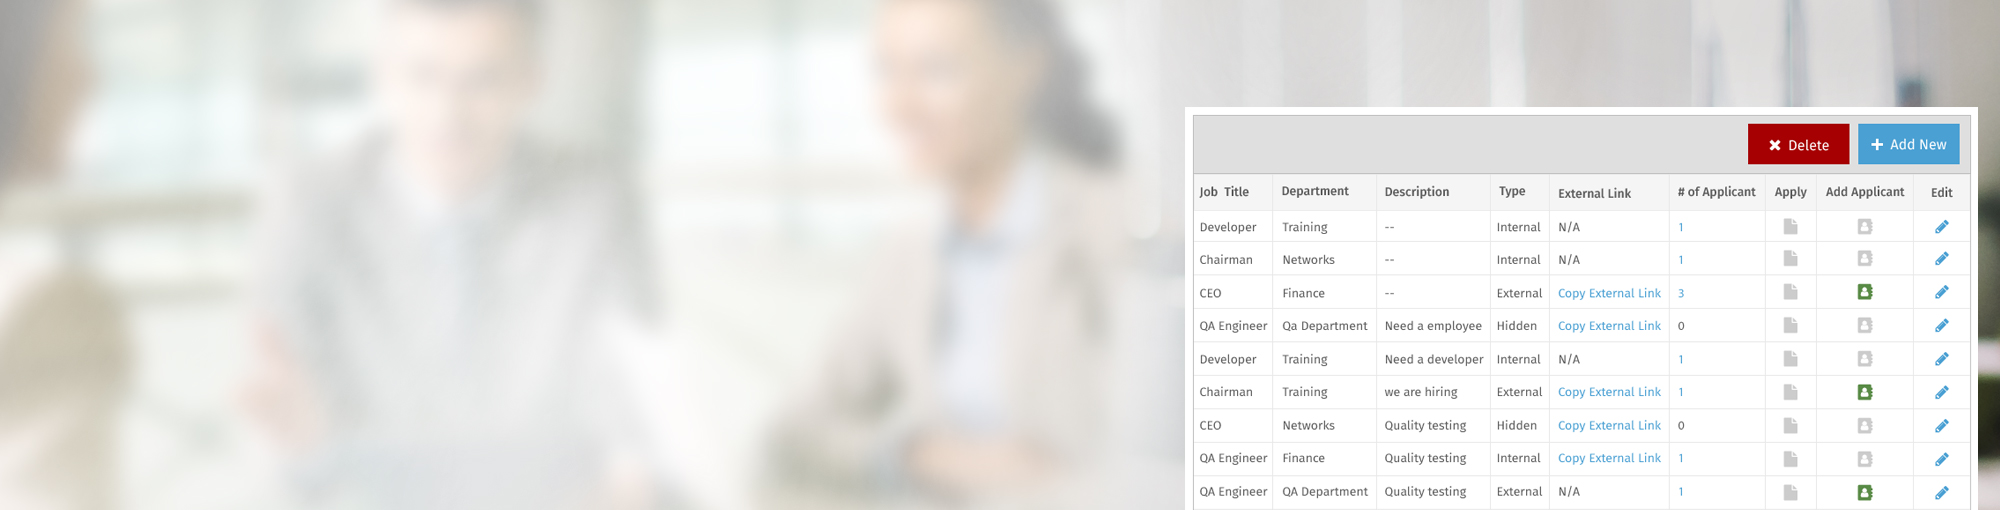 Delete Add New
Job Title Department Description Type External Link # of Applicant Apply Add Applicant Edit
Developer Training -- Internal N/A 1
Chairman Networks -- Internal N/A 1
CEO Finance -- External Copy External Link 3
QA Engineer Qa Department Need a employee Hidden Copy External Link 0
Developer Training Need a developer Internal N/A 1
Chairman Training we are hiring External Copy External Link 1
CEO Networks Quality testing Hidden Copy External Link 0
QA Engineer Finance Quality testing Internal Copy External Link 1
QA Engineer QA Department Quality testing External N/A 1